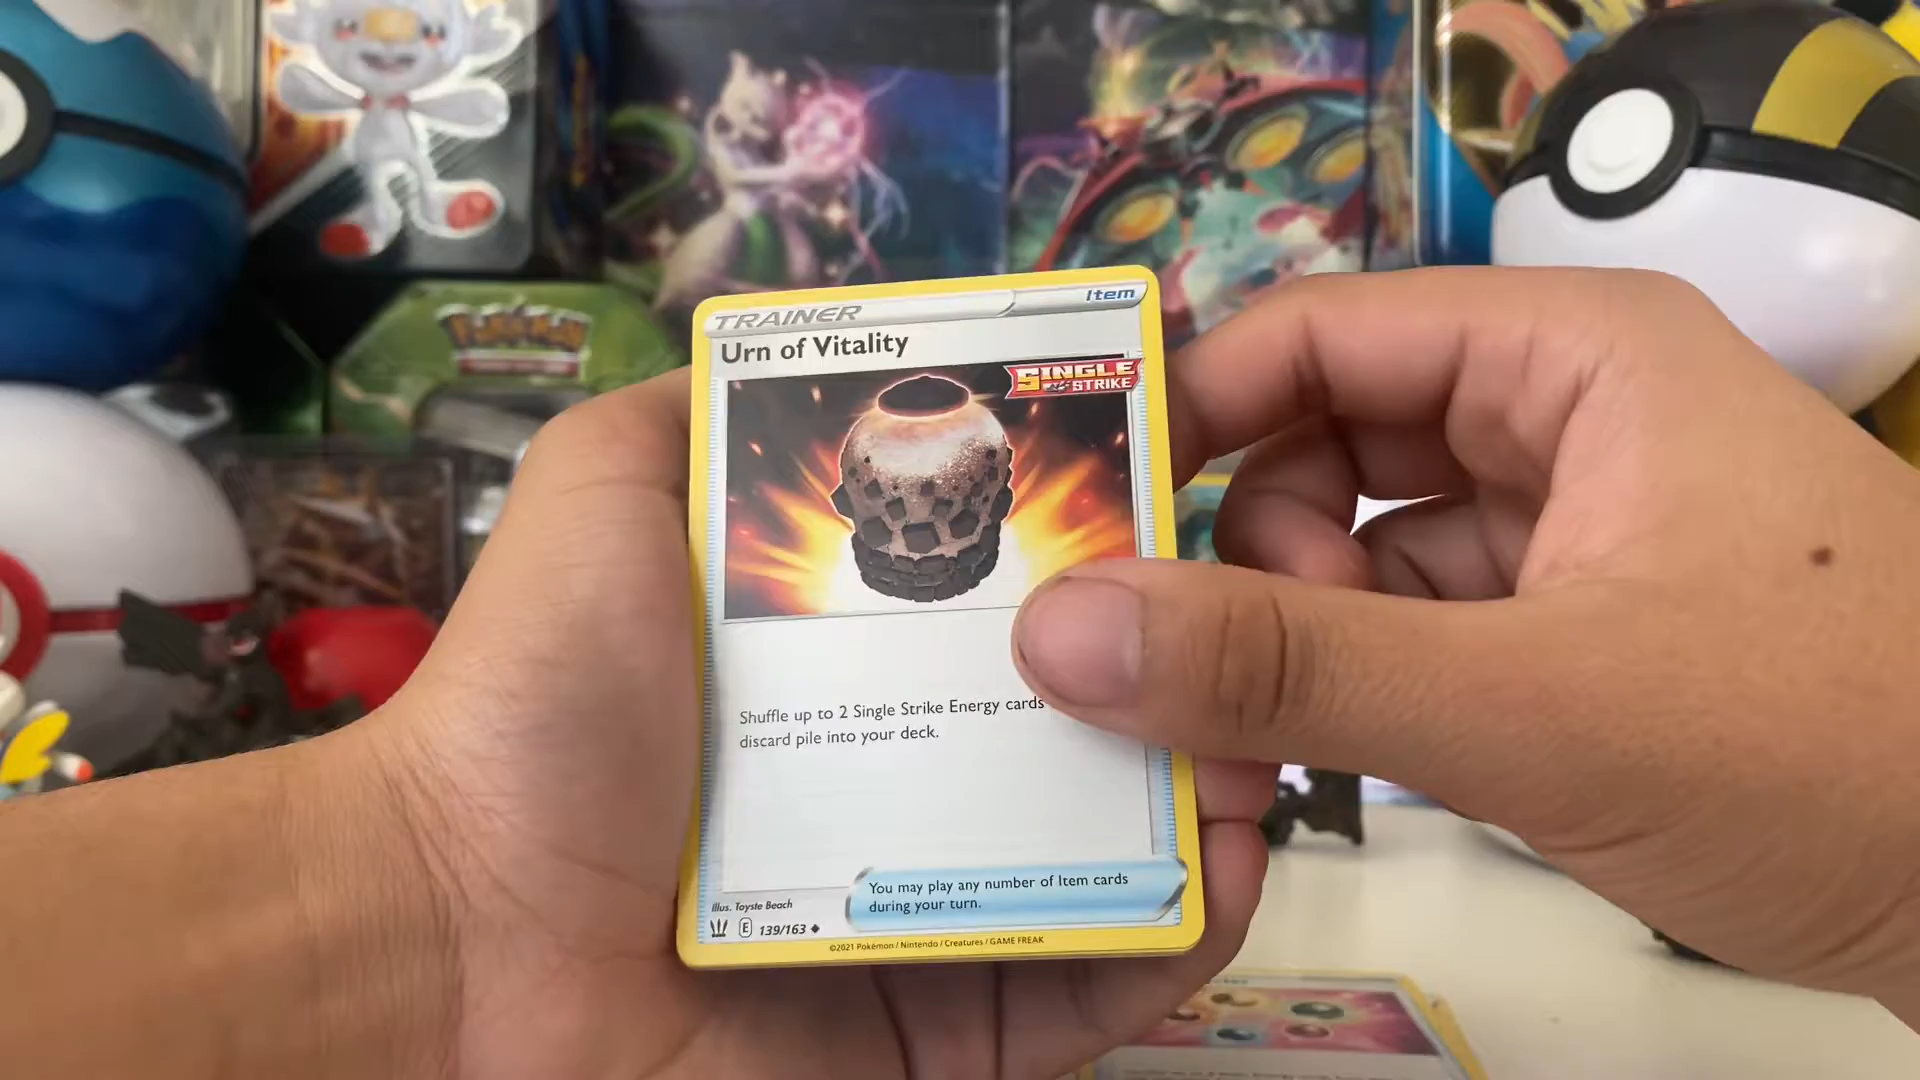 Pokémon
TRAINER
Item
Urn of Vitality
SINGLE
STRIKE
Shuffle up to 2 Single Strike Energy cards
discard pile into your deck.
You may play any number of Item cards
during your turn.
Illus. Toyste Beach
E 139/163
©2021 Pokémon / Nintendo / Creatures / GAME FREAK